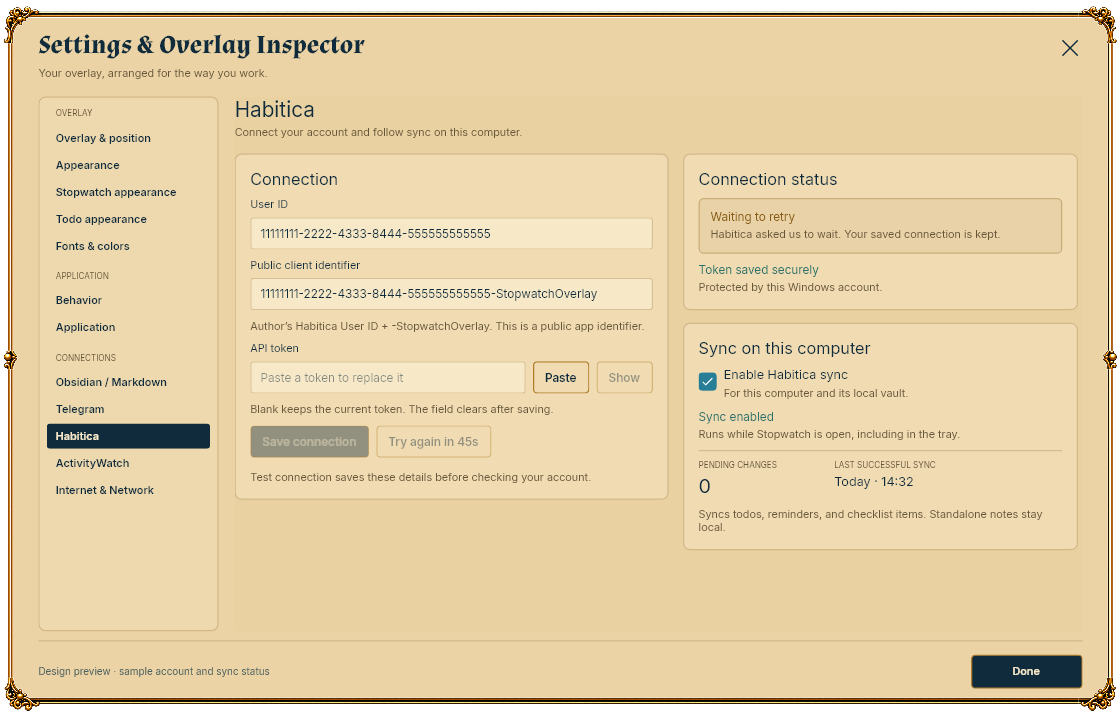 Settings & Overlay Inspector
Your overlay, arranged for the way you work.
OVERLAY
Overlay & position
Appearance
Stopwatch appearance
Todo appearance
Fonts & colors
APPLICATION
Behavior
Application
CONNECTIONS
Obsidian / Markdown
Telegram
Habitica
ActivityWatch
Internet & Network
Habitica
Connect your account and follow sync on this computer.
Connection
User ID
11111111-2222-4333-8444-555555555555
Public client identifier
11111111-2222-4333-8444-555555555555-StopwatchOverlay
Author’s Habitica User ID + -StopwatchOverlay. This is a public app identifier.
API token
Paste a token to replace it
Paste
Show
Blank keeps the current token. The field clears after saving.
Save connection
Try again in 45s
Test connection saves these details before checking your account.
Connection status
Waiting to retry
Habitica asked us to wait. Your saved connection is kept.
Token saved securely
Protected by this Windows account.
Sync on this computer
Enable Habitica sync
For this computer and its local vault.
Sync enabled
Runs while Stopwatch is open, including in the tray.
PENDING CHANGES
0
LAST SUCCESSFUL SYNC
Today · 14:32
Syncs todos, reminders, and checklist items. Standalone notes stay
local.
Design preview · sample account and sync status
Done